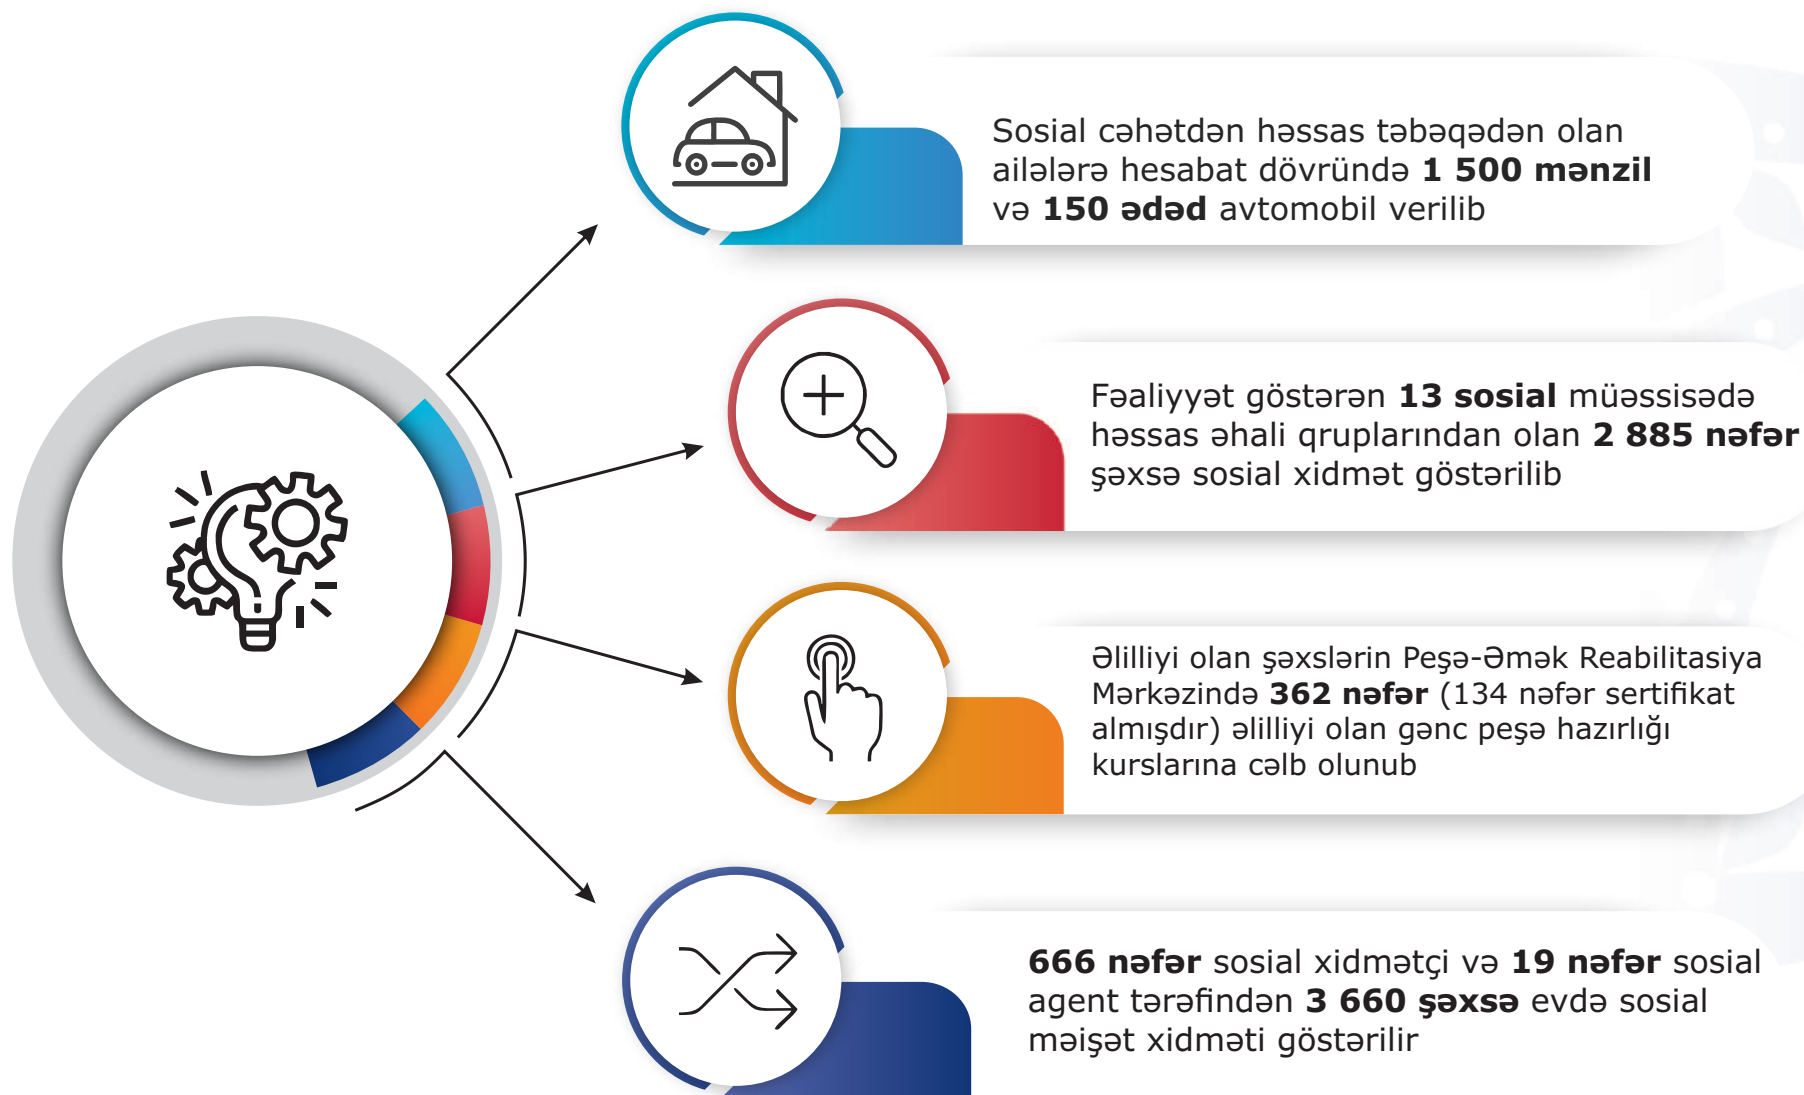 Sosial cəhətdən həssas təbəqədən olan
ailələrə hesabat dövründə 1 500 mənzil
və 150 ədəd avtomobil verilib
Fəaliyyət göstərən 13 sosial müəssisədə
həssas əhali qruplarından olan 2 885 nəfər
şəxsə sosial xidmət göstərilib
Əlilliyi olan şəxslərin Peşə-Əmək Reabilitasiya
Mərkəzində 362 nəfər (134 nəfər sertifikat
almışdır) əlilliyi olan gənc peşə hazırlığı
kurslarına cəlb olunub
666 nəfər sosial xidmətçi və 19 nəfər sosial
agent tərəfindən 3 660 şəxsə evdə sosial
məişət xidməti göstərilir